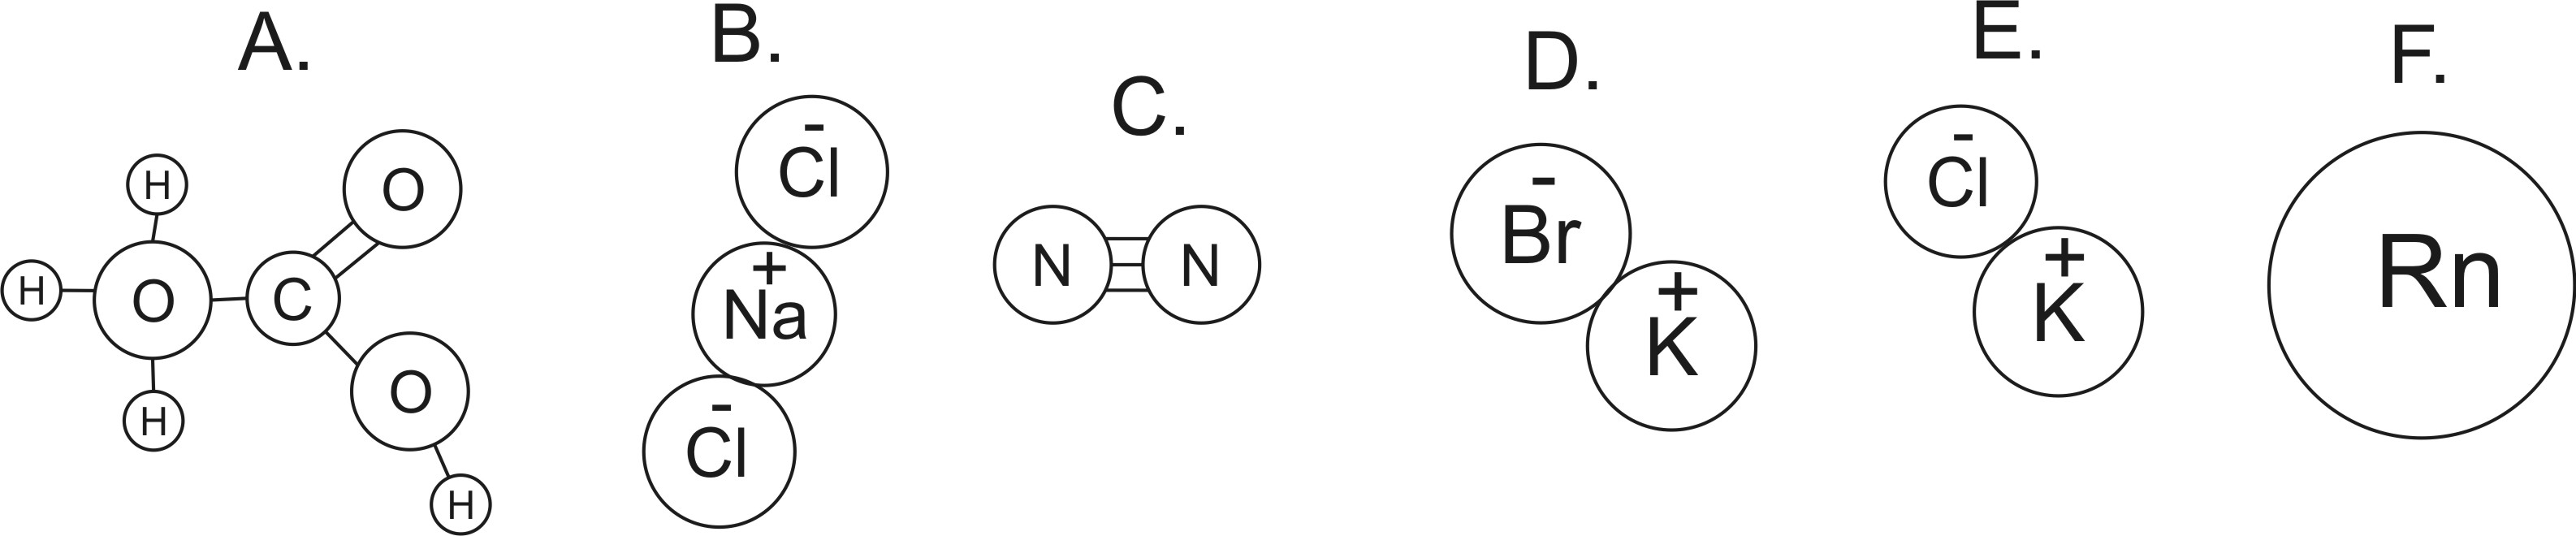 A.
B.
C.
D.
E.
F.
H
H
O
H
C
O
O
H
-
Cl
+
Na
-
Cl
N
N
-
Br
+
K
-
Cl
+
K
Rn